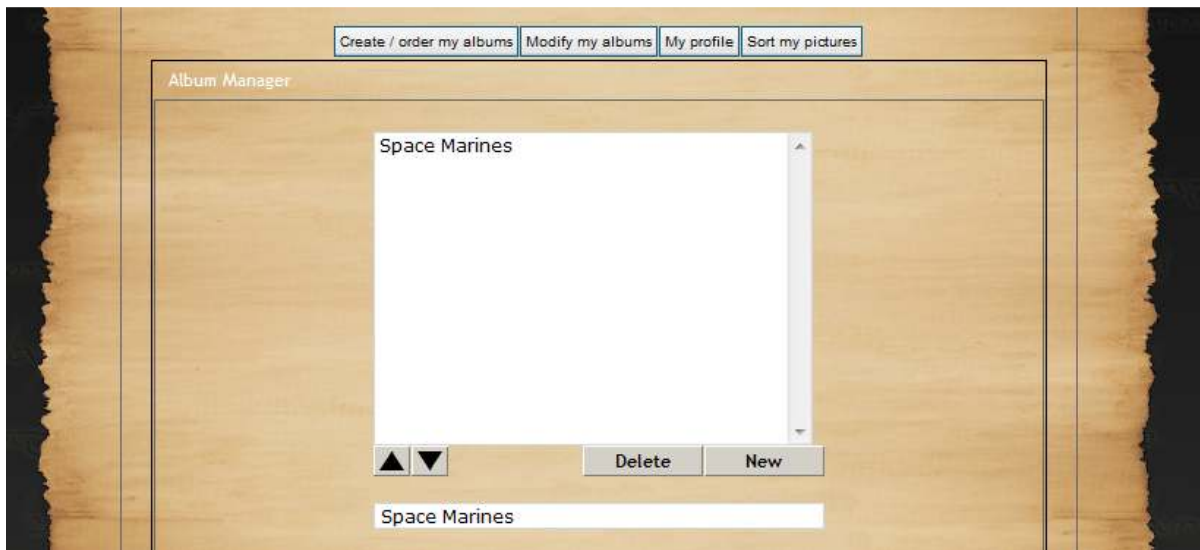 Create / order my albums Modify my albums My profile Sort my pictures
Album Manager
Space Marines
Delete New
Space Marines